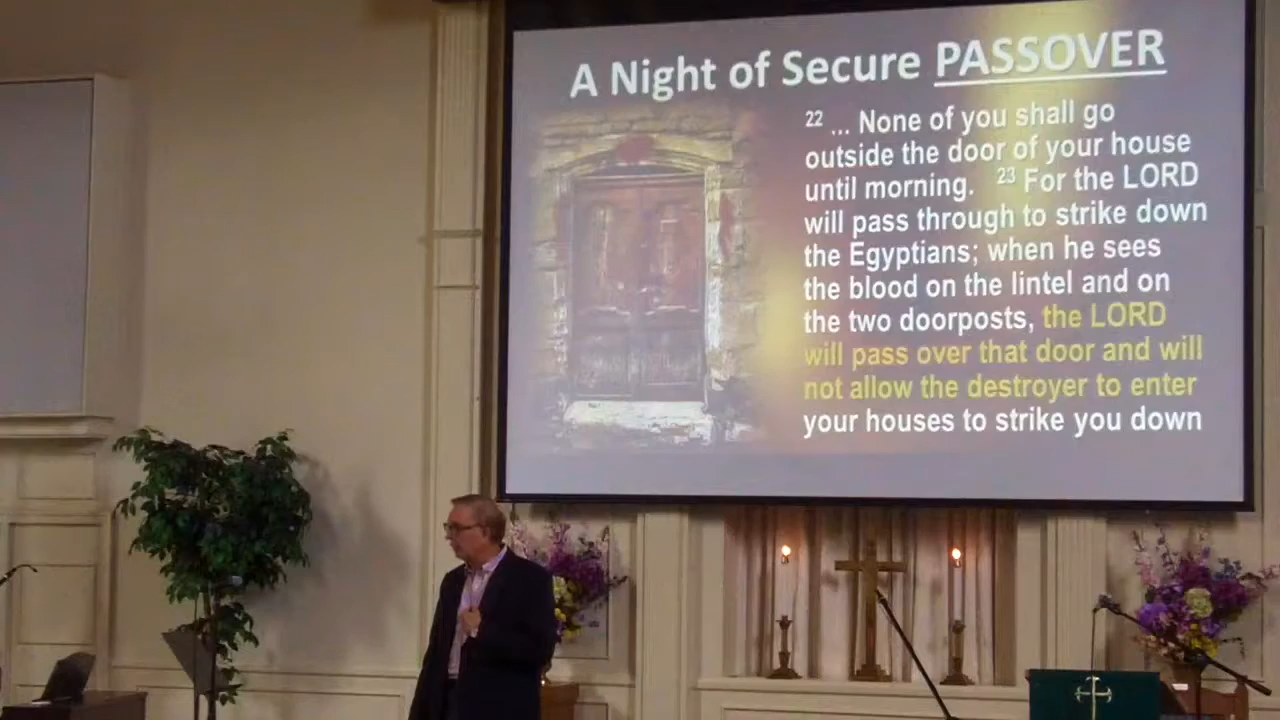 A Night of Secure PASSOVER
22 ... None of you shall go
outside the door of your house
until morning. 23 For the LORD
will pass through to strike down
the Egyptians; when he sees
the blood on the lintel and on
the two doorposts, the LORD
will pass over that door and will
not allow the destroyer to enter
your houses to strike you down